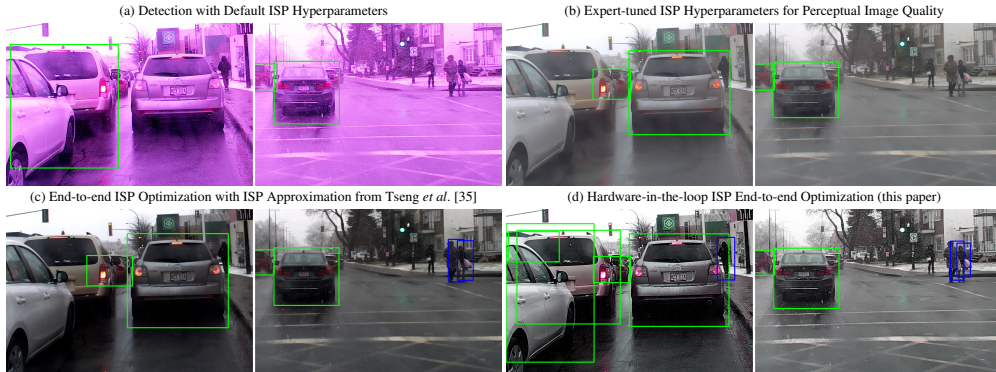 (a) Detection with Default ISP Hyperparameters
(b) Expert-tuned ISP Hyperparameters for Perceptual Image Quality
(c) End-to-end ISP Optimization with ISP Approximation from Tseng et al. [35]
(d) Hardware-in-the-loop ISP End-to-end Optimization (this paper)